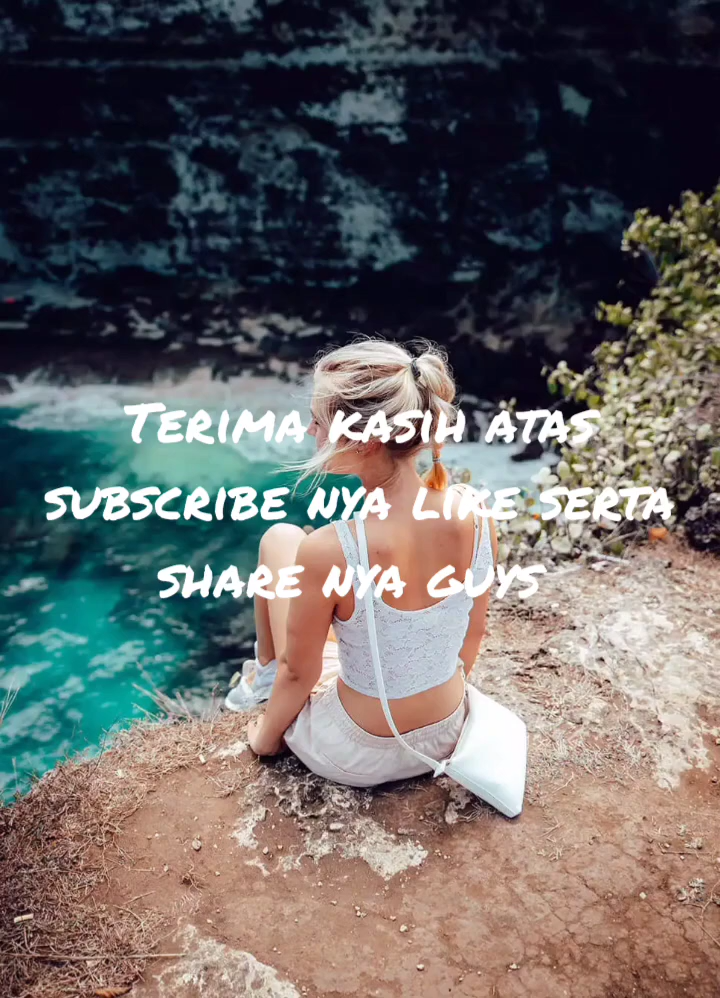 Terima kasih atas
subscribe nya like serta
share nya guys